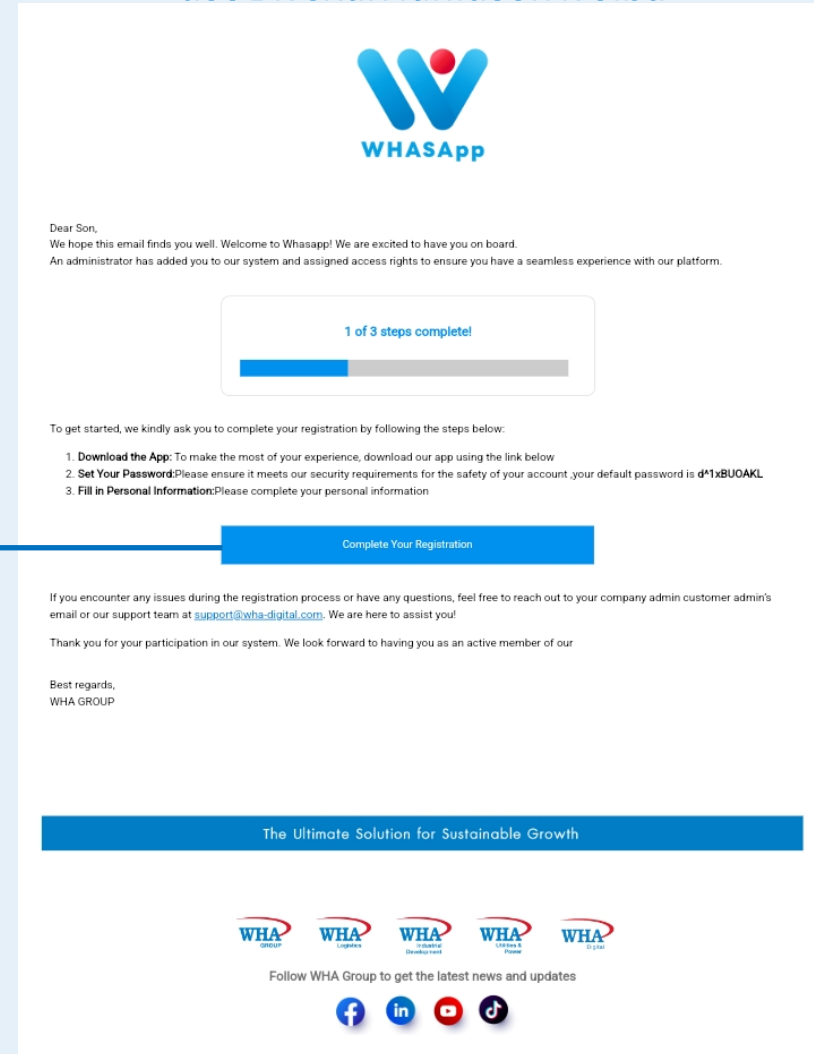 WHASApp
Dear Son,
We hope this email finds you well. Welcome to Whasapp! We are excited to have you on board.
An administrator has added you to our system and assigned access rights to ensure you have a seamless experience with our platform.
1 of 3 steps complete!
To get started, we kindly ask you to complete your registration by following the steps below:
1. Download the App: To make the most of your experience, download our app using the link below
2. Set Your Password:Please ensure it meets our security requirements for the safety of your account ,your default password is d^1xBUOAKL
3. Fill in Personal Information:Please complete your personal information
Complete Your Registration
If you encounter any issues during the registration process or have any questions, feel free to reach out to your company admin customer admin's
email or our support team at support@wha-digital.com. We are here to assist you!
Thank you for your participation in our system. We look forward to having you as an active member of our
Best regards,
WHA GROUP
The Ultimate Solution for Sustainable Growth
WHA GROUP
WHA Logistics
WHA Industrial Development
WHA Utilities & Power
WHA Digital
Follow WHA Group to get the latest news and updates